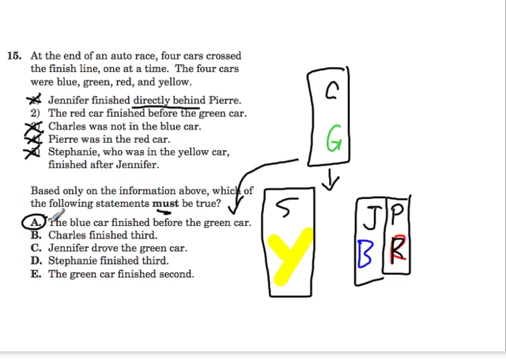 15. At the end of an auto race, four cars crossed
the finish line, one at a time. The four cars
were blue, green, red, and yellow.
Jennifer finished directly behind Pierre.
2) The red car finished before the green car.
Charles was not in the blue car.
Pierre was in the red car.
Stephanie, who was in the yellow car,
finished after Jennifer.
Based only on the information above, which of
the following statements must be true?
A. The blue car finished before the green car.
B. Charles finished third.
C. Jennifer drove the green car.
D. Stephanie finished third.
E. The green car finished second.
C
G
S
Y
J P
B R